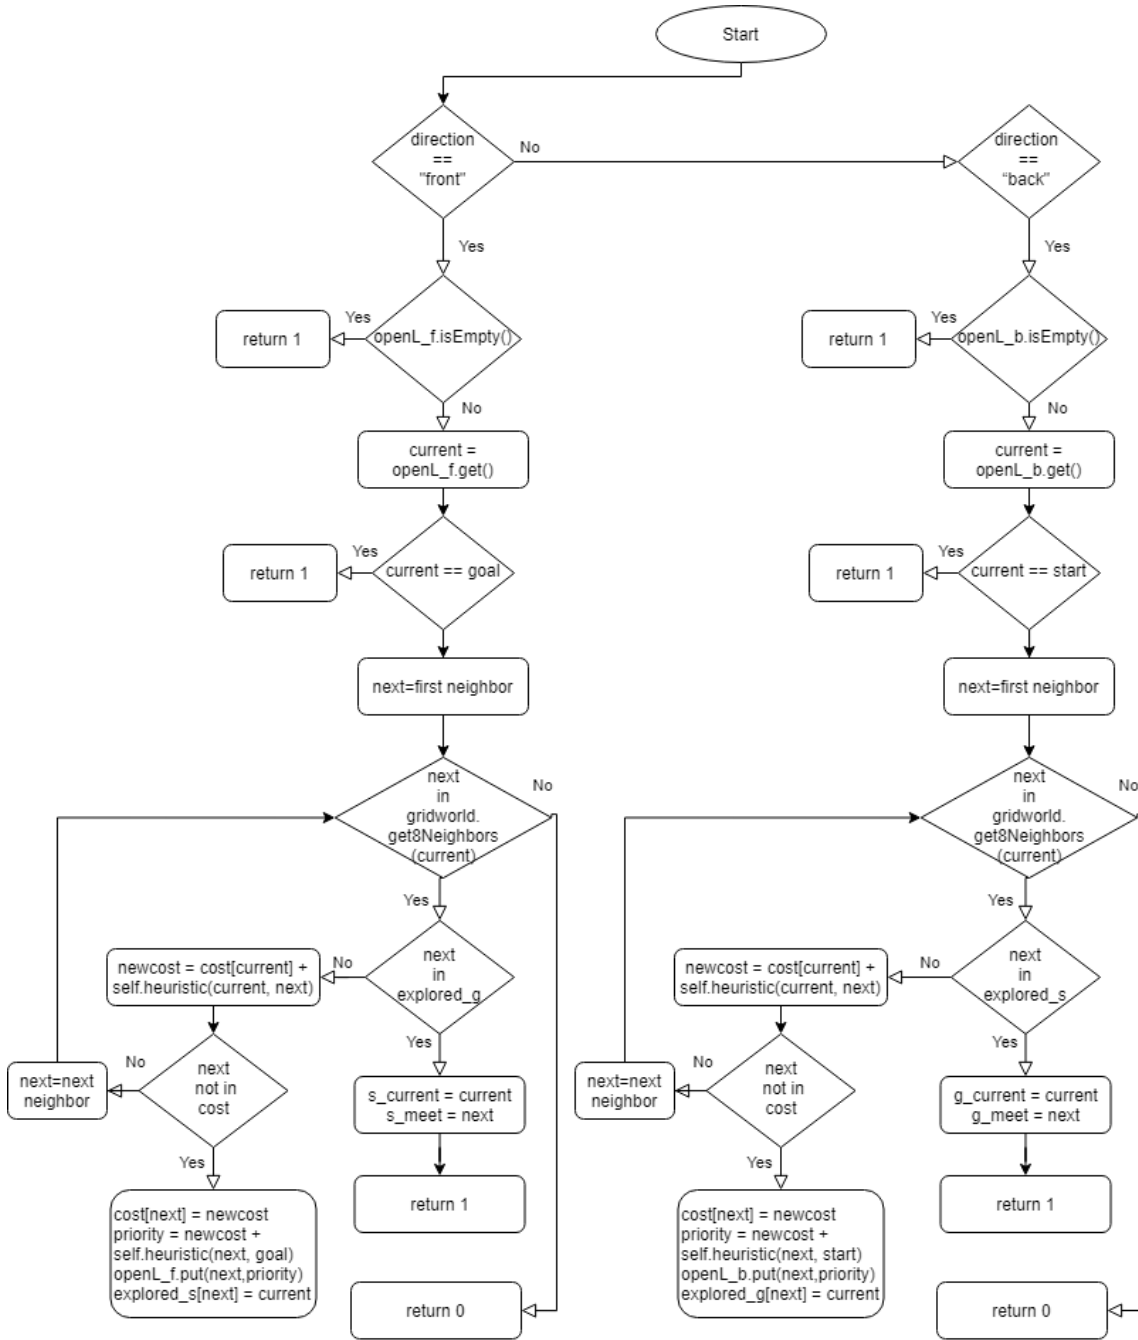 Start
direction
==
"front"
No
direction
==
"back"
Yes
Yes
Yes
openL_f.isEmpty()
return 1
Yes
openL_b.isEmpty()
return 1
No
No
current =
openL_f.get()
current =
openL_b.get()
Yes
current == goal
return 1
Yes
current == start
return 1
next=first neighbor
next=first neighbor
next
in
gridworld.
get8Neighbors
(current)
No
next
in
gridworld.
get8Neighbors
(current)
No
Yes
Yes
next
in
explored_g
No
newcost = cost[current] +
self.heuristic(current, next)
next
in
explored_s
No
newcost = cost[current] +
self.heuristic(current, next)
Yes
Yes
next=next
neighbor
No
next
not in
cost
s_current = current
s_meet = next
next=next
neighbor
No
next
not in
cost
g_current = current
g_meet = next
Yes
Yes
cost[next] = newcost
priority = newcost +
self.heuristic(next, goal)
openL_f.put(next,priority)
explored_s[next] = current
return 1
cost[next] = newcost
priority = newcost +
self.heuristic(next, start)
openL_b.put(next,priority)
explored_g[next] = current
return 1
return 0
return 0